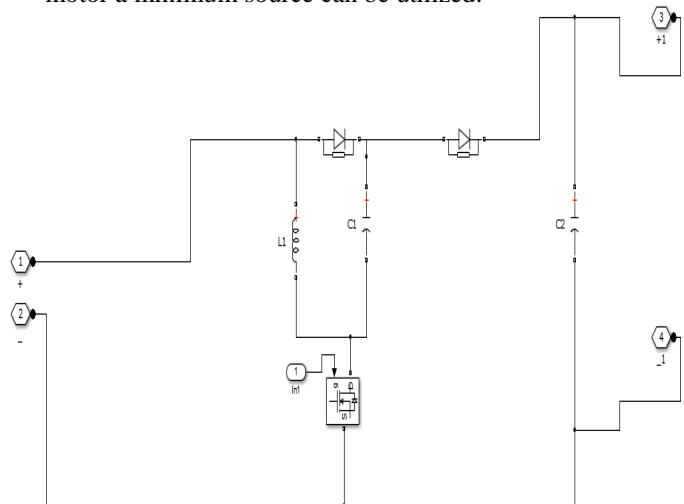 motor a minimum source can be utilized.
3
+1
L1
C1
C2
1
+
2
_
4
_1
1
In1
g
D
S